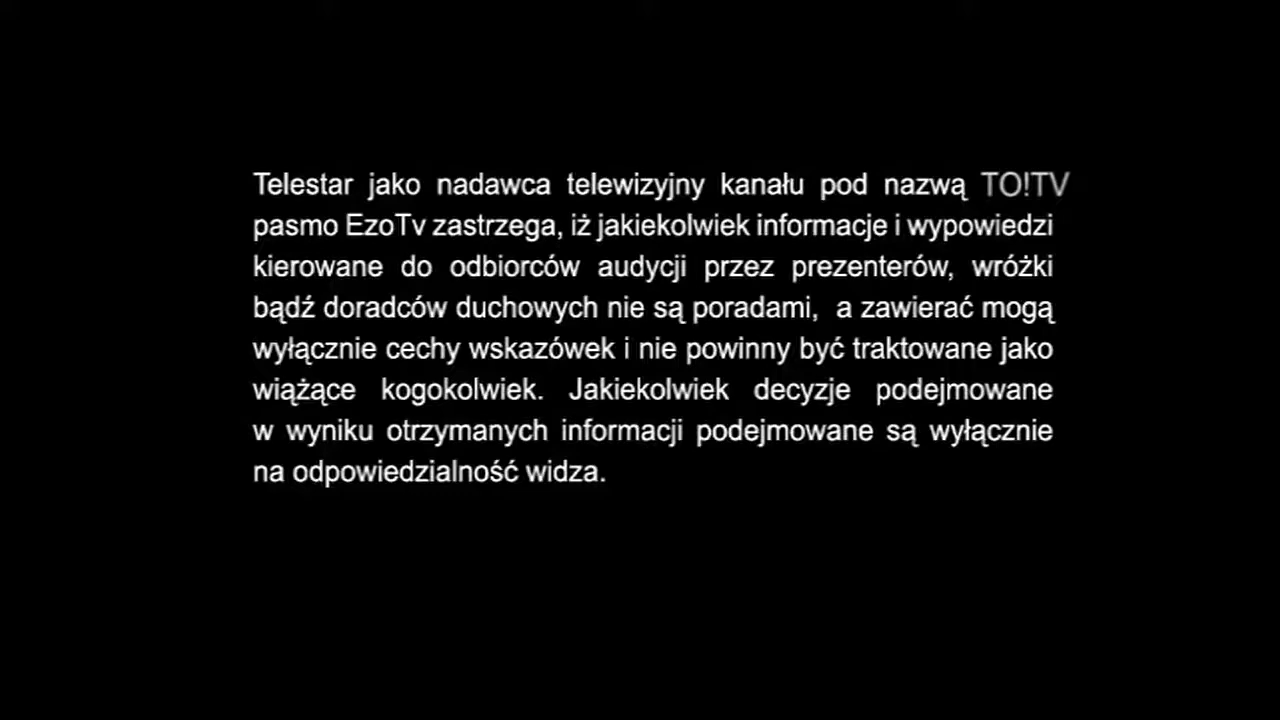 Telestar jako nadawca telewizyjny kanału pod nazwą TO!TV
pasmo EzoTv zastrzega, iż jakiekolwiek informacje i wypowiedzi
kierowane do odbiorców audycji przez prezenterów, wróżki
bądź doradców duchowych nie są poradami, a zawierać mogą
wyłącznie cechy wskazówek i nie powinny być traktowane jako
wiążące kogokolwiek. Jakiekolwiek decyzje podejmowane
w wyniku otrzymanych informacji podejmowane są wyłącznie
na odpowiedzialność widza.